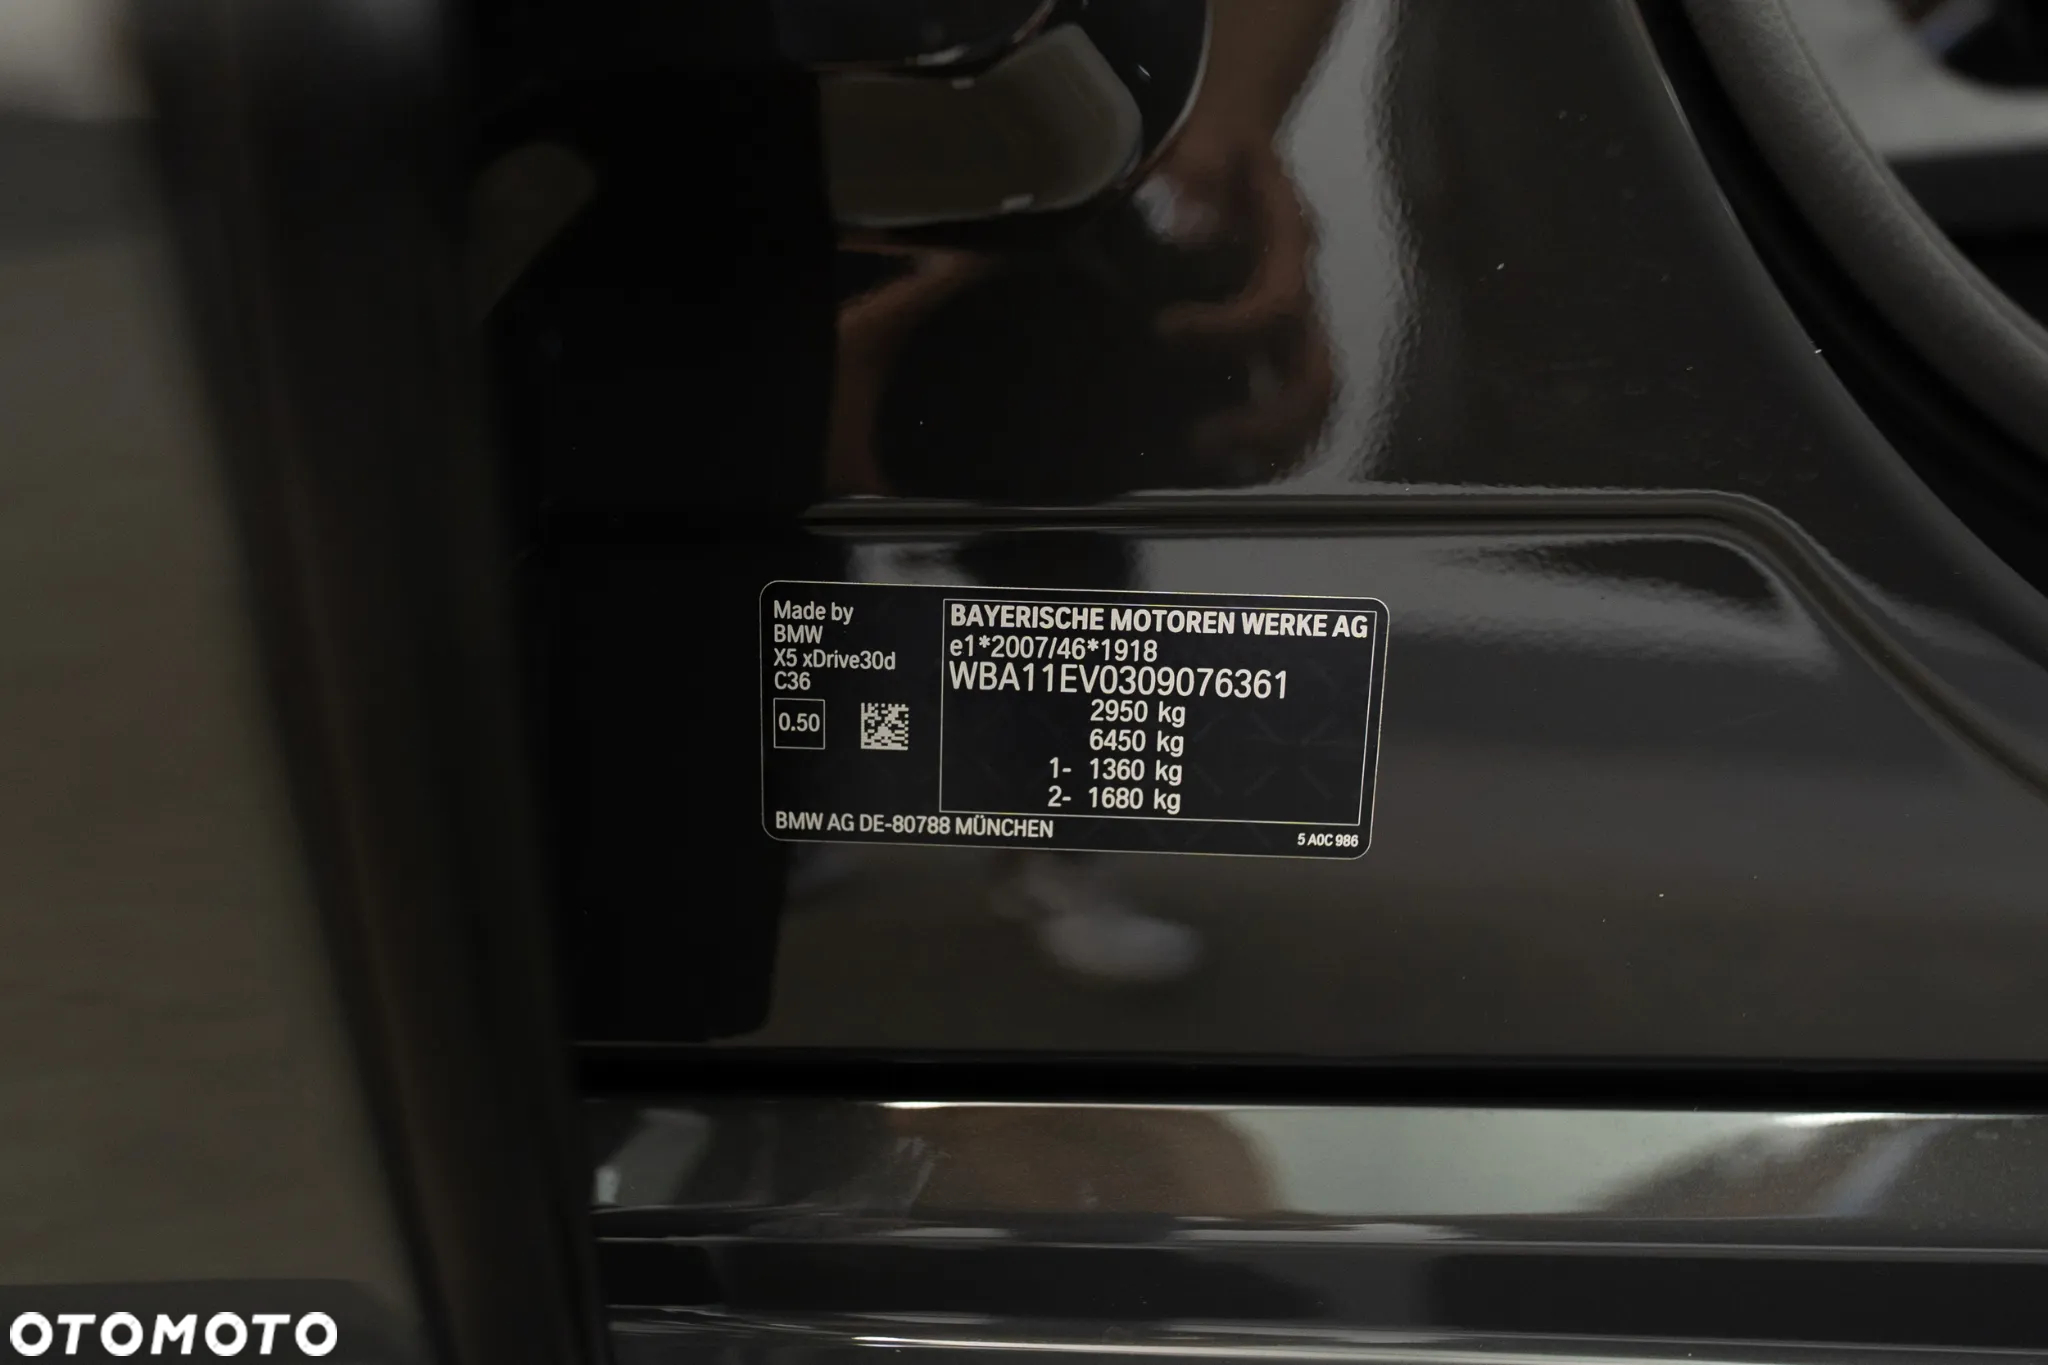 Made by
BMW
X5 xDrive30d
C36
0.50
BAYERISCHE MOTOREN WERKE AG
e1*2007/46*1918
WBA11EV0309076361
2950 kg
6450 kg
1- 1360 kg
2- 1680 kg
BMW AG DE-80788 MÜNCHEN
5 A0C 986
OTOMOTO